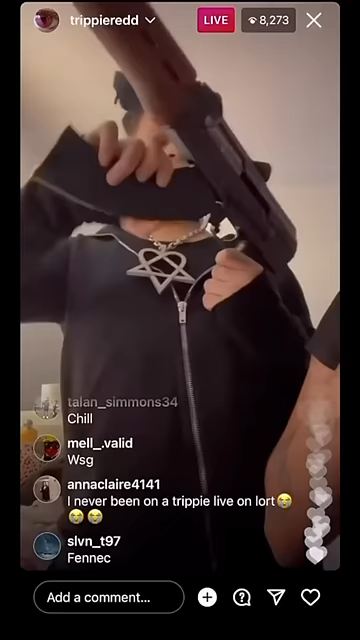 trippieredd
LIVE
8,273
talan_simmons34
Chill
mell_.valid
Wsg
annaclaire4141
I never been on a trippie live on lort😭
😭😭
slvn_t97
Fennec
Add a comment...